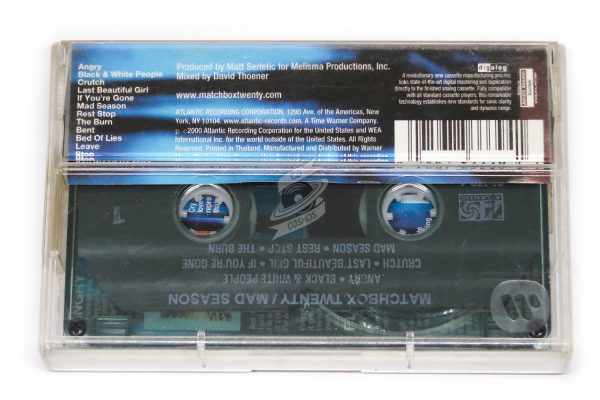 Angry
Black & White People
Crutch
Last Beautiful Girl
If You're Gone
Mad Season
Rest Stop
The Burn
Bent
Bed Of Lies
Leave
Stop
Produced by Matt Serletic for Melisma Productions, Inc.
Mixed by David Thoener
www.matchboxtwenty.com
ATLANTIC RECORDING CORPORATION, 1290 Ave. of the Americas, New
York, NY 10104. www.atlantic-records.com. A Time Warner Company.
℗© 2000 Atlantic Recording Corporation for the United States and WEA
International Inc. for the world outside of the United States. All Rights
Reserved. Printed in Thailand. Manufactured and Distributed by Warner
digalog
A revolutionary new cassette manufacturing process
links state-of-the-art digital mastering and duplication
directly to the finished analog cassette. Fully compatible
with all standard cassette players, this remarkable
technology establishes new standards for sonic clarity
and dynamic range.
COSMOS
MATCHBOX TWENTY / MAD SEASON
ANGRY • BLACK & WHITE PEOPLE
CRUTCH • LAST BEAUTIFUL GIRL • IF YOU'RE GONE
MAD SEASON • REST STOP • THE BURN